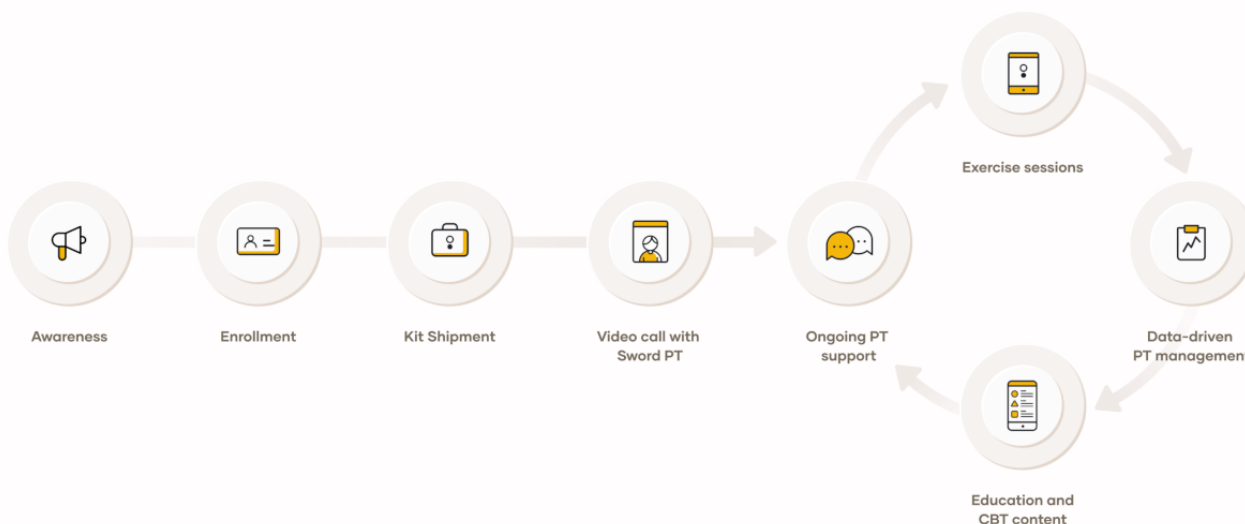 Exercise sessions
Awareness
Enrollment
Kit Shipment
Video call with
Sword PT
Ongoing PT
support
Data-driven
PT management
Education and
CBT content